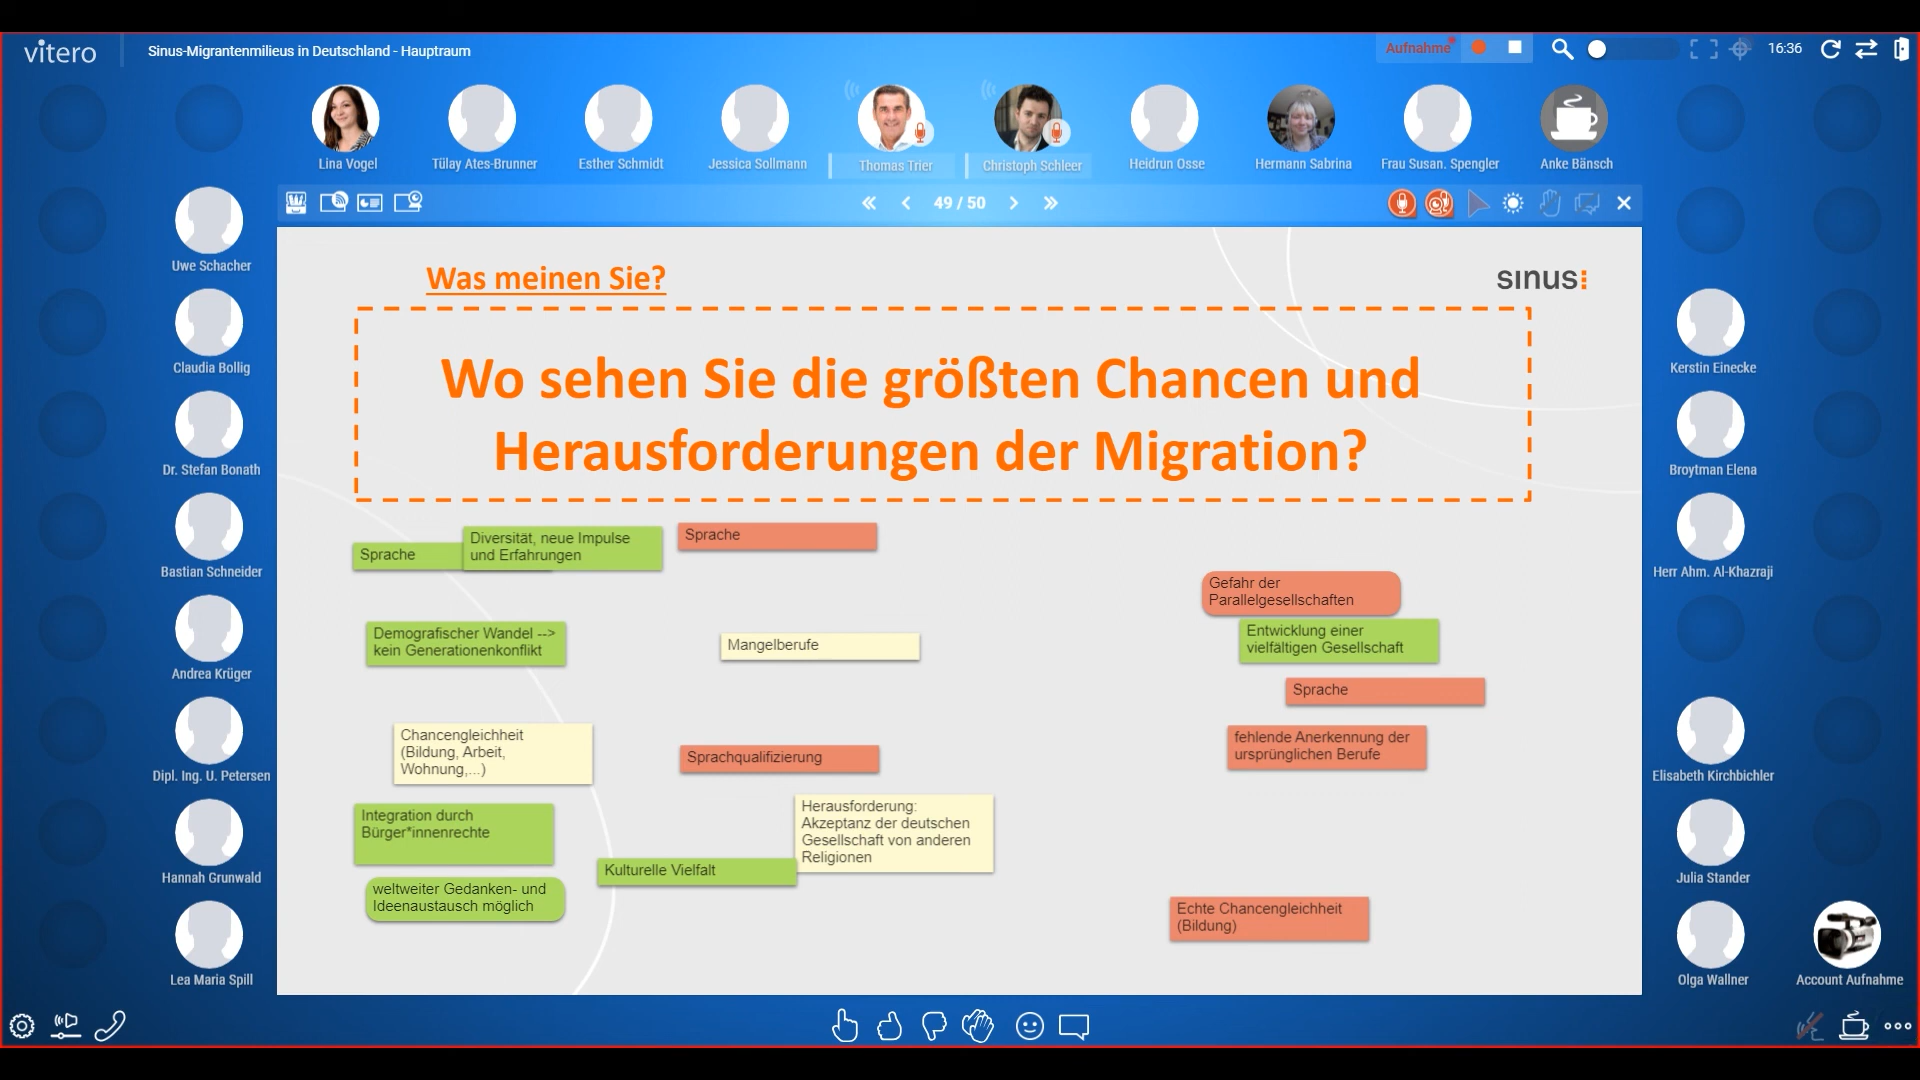 vitero
Sinus-Migrantenmilieus in Deutschland - Hauptraum
Aufnahme
16:36
Lina Vogel
Tülay Ates-Brunner
Esther Schmidt
Jessica Sollmann
Thomas Trier
Christoph Schleer
Heidrun Osse
Hermann Sabrina
Frau Susan. Spengler
Anke Bänsch
49 / 50
Uwe Schacher
Claudia Bollig
Dr. Stefan Bonath
Bastian Schneider
Andrea Krüger
Dipl. Ing. U. Petersen
Hannah Grunwald
Lea Maria Spill
Was meinen Sie?
sınus:
Wo sehen Sie die größten Chancen und
Herausforderungen der Migration?
Sprache
Diversität, neue Impulse
und Erfahrungen
Sprache
Gefahr der
Parallelgesellschaften
Demografischer Wandel -->
kein Generationenkonflikt
Mangelberufe
Entwicklung einer
vielfältigen Gesellschaft
Sprache
Chancengleichheit
(Bildung, Arbeit,
Wohnung,...)
Sprachqualifizierung
fehlende Anerkennung der
ursprünglichen Berufe
Integration durch
Bürger*innenrechte
Herausforderung:
Akzeptanz der deutschen
Gesellschaft von anderen
Religionen
Kulturelle Vielfalt
weltweiter Gedanken- und
Ideenaustausch möglich
Echte Chancengleichheit
(Bildung)
Kerstin Einecke
Broytman Elena
Herr Ahm. Al-Khazraji
Elisabeth Kirchbichler
Julia Stander
Olga Wallner
Account Aufnahme